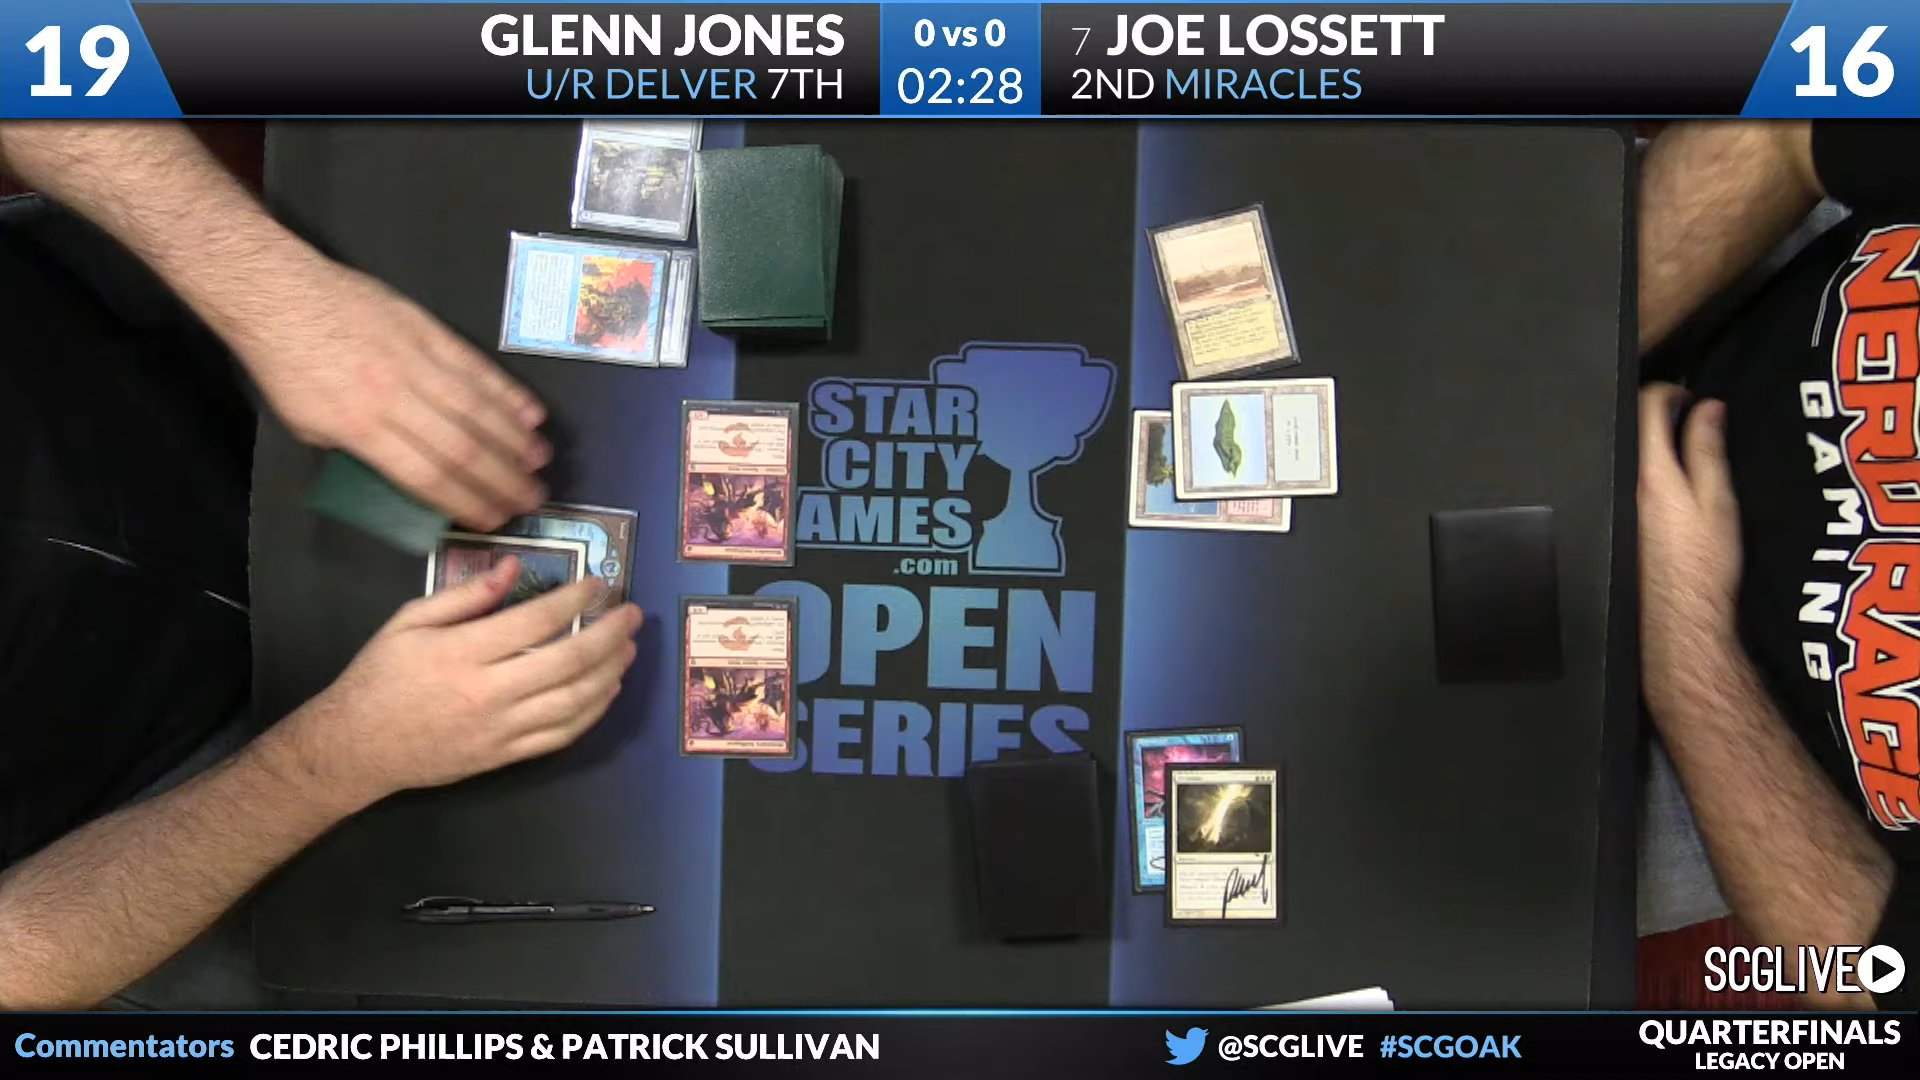 19
GLENN JONES
U/R DELVER 7TH
0 vs 0
02:28
7 JOE LOSSETT
2ND MIRACLES
16
STAR
CITY
GAMES
.com
OPEN
SERIES
NERD RAGE
GAMING
SCGLIVE
Commentators CEDRIC PHILLIPS & PATRICK SULLIVAN
@SCGLIVE #SCGOAK
QUARTERFINALS
LEGACY OPEN